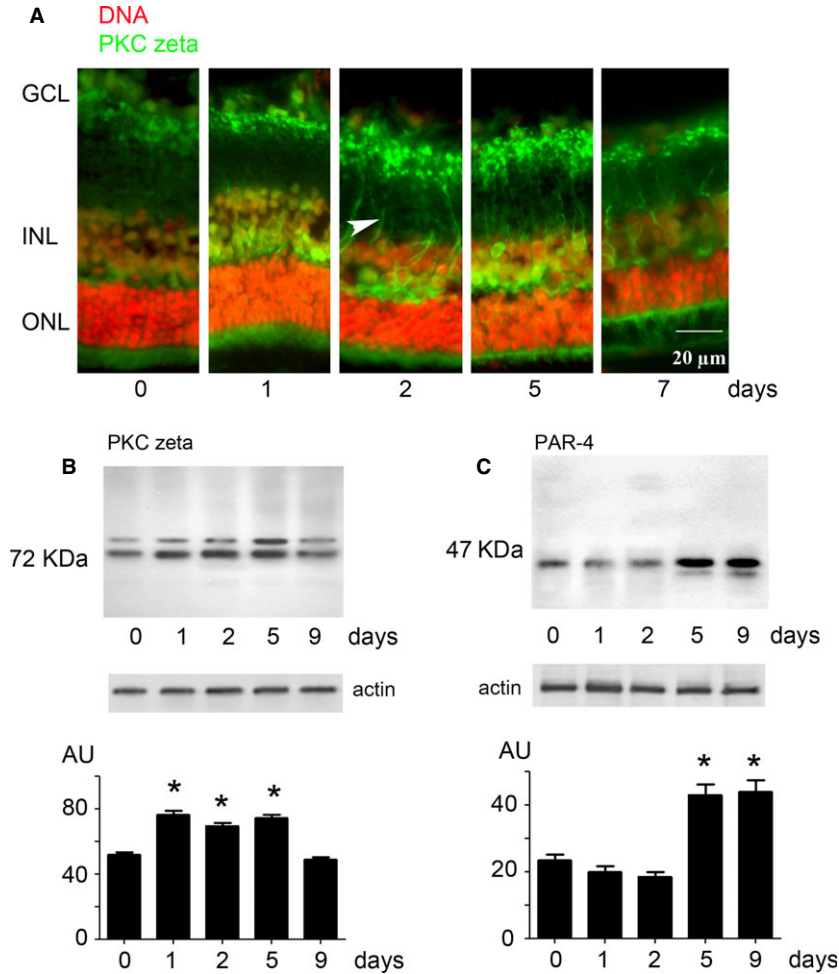 A
DNA
PKC zeta
GCL
INL
ONL
20 µm
0 1 2 5 7 days
B
PKC zeta
72 KDa
0 1 2 5 9 days
actin
AU
80
* * *
40
0
0 1 2 5 9 days
C
PAR-4
47 KDa
0 1 2 5 9 days
actin
AU
* *
40
20
0
0 1 2 5 9 days